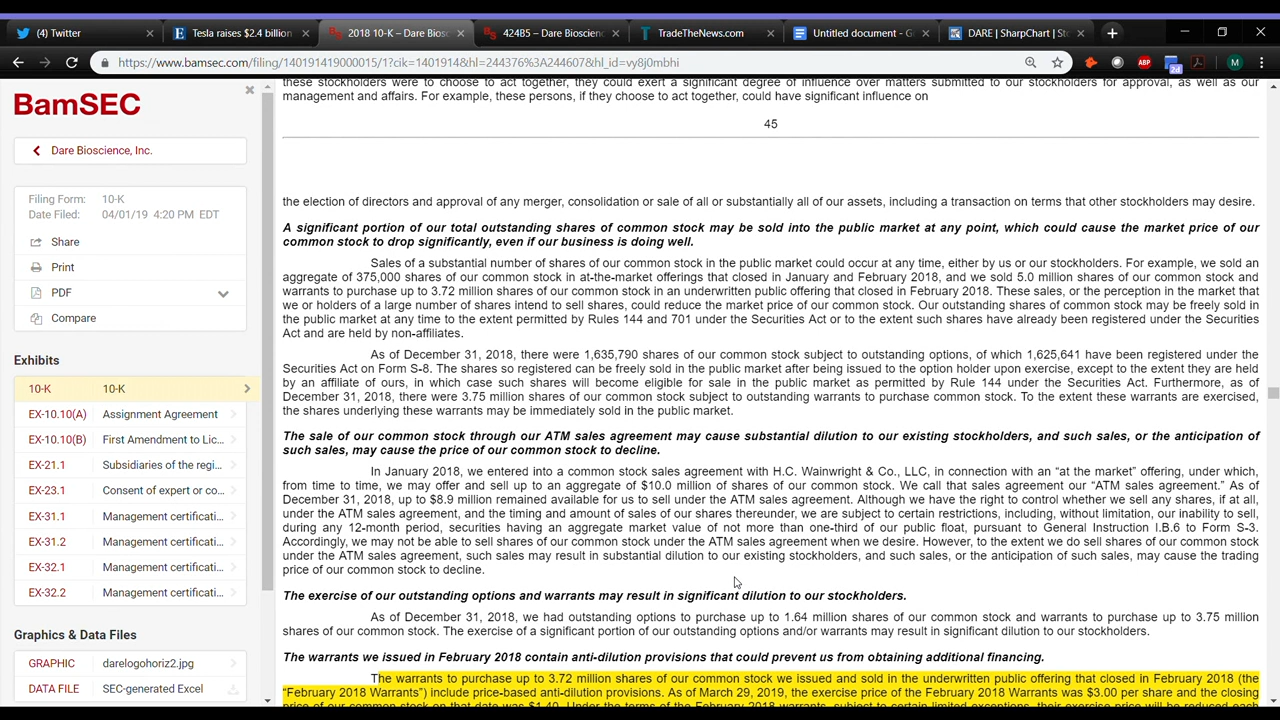 (4) Twitter
Tesla raises $2.4 billion
2018 10-K – Dare Biosc
424B5 – Dare Bioscien
TradeTheNews.com
Untitled document - G
DARE | SharpChart | St
https://www.bamsec.com/filing/140191419000015/1?cik=1401914&hl=244376%3A244607&hl_id=vy8j0mbhi
ABP
2d
M
BamSEC
Dare Bioscience, Inc.
Filing Form: 10-K
Date Filed: 04/01/19 4:20 PM EDT
Share
Print
PDF
Compare
Exhibits
10-K 10-K
EX-10.10(A) Assignment Agreement
EX-10.10(B) First Amendment to Lic...
EX-21.1 Subsidiaries of the regi...
EX-23.1 Consent of expert or co...
EX-31.1 Management certificati...
EX-31.2 Management certificati...
EX-32.1 Management certificati...
EX-32.2 Management certificati...
Graphics & Data Files
GRAPHIC darelogohoriz2.jpg
DATA FILE SEC-generated Excel
these stockholders were to choose to act together, they could exert a significant degree of influence over matters submitted to our stockholders for approval, as well as our
management and affairs. For example, these persons, if they choose to act together, could have significant influence on
45
the election of directors and approval of any merger, consolidation or sale of all or substantially all of our assets, including a transaction on terms that other stockholders may desire.
A significant portion of our total outstanding shares of common stock may be sold into the public market at any point, which could cause the market price of our
common stock to drop significantly, even if our business is doing well.
Sales of a substantial number of shares of our common stock in the public market could occur at any time, either by us or our stockholders. For example, we sold an
aggregate of 375,000 shares of our common stock in at-the-market offerings that closed in January and February 2018, and we sold 5.0 million shares of our common stock and
warrants to purchase up to 3.72 million shares of our common stock in an underwritten public offering that closed in February 2018. These sales, or the perception in the market that
we or holders of a large number of shares intend to sell shares, could reduce the market price of our common stock. Our outstanding shares of common stock may be freely sold in
the public market at any time to the extent permitted by Rules 144 and 701 under the Securities Act or to the extent such shares have already been registered under the Securities
Act and are held by non-affiliates.
As of December 31, 2018, there were 1,635,790 shares of our common stock subject to outstanding options, of which 1,625,641 have been registered under the
Securities Act on Form S-8. The shares so registered can be freely sold in the public market after being issued to the option holder upon exercise, except to the extent they are held
by an affiliate of ours, in which case such shares will become eligible for sale in the public market as permitted by Rule 144 under the Securities Act. Furthermore, as of
December 31, 2018, there were 3.75 million shares of our common stock subject to outstanding warrants to purchase common stock. To the extent these warrants are exercised,
the shares underlying these warrants may be immediately sold in the public market.
The sale of our common stock through our ATM sales agreement may cause substantial dilution to our existing stockholders, and such sales, or the anticipation of
such sales, may cause the price of our common stock to decline.
In January 2018, we entered into a common stock sales agreement with H.C. Wainwright & Co., LLC, in connection with an “at the market” offering, under which,
from time to time, we may offer and sell up to an aggregate of $10.0 million of shares of our common stock. We call that sales agreement our “ATM sales agreement.” As of
December 31, 2018, up to $8.9 million remained available for us to sell under the ATM sales agreement. Although we have the right to control whether we sell any shares, if at all,
under the ATM sales agreement, and the timing and amount of sales of our shares thereunder, we are subject to certain restrictions, including, without limitation, our inability to sell,
during any 12-month period, securities having an aggregate market value of not more than one-third of our public float, pursuant to General Instruction I.B.6 to Form S-3.
Accordingly, we may not be able to sell shares of our common stock under the ATM sales agreement when we desire. However, to the extent we do sell shares of our common stock
under the ATM sales agreement, such sales may result in substantial dilution to our existing stockholders, and such sales, or the anticipation of such sales, may cause the trading
price of our common stock to decline.
The exercise of our outstanding options and warrants may result in significant dilution to our stockholders.
As of December 31, 2018, we had outstanding options to purchase up to 1.64 million shares of our common stock and warrants to purchase up to 3.75 million
shares of our common stock. The exercise of a significant portion of our outstanding options and/or warrants may result in significant dilution to our stockholders.
The warrants we issued in February 2018 contain anti-dilution provisions that could prevent us from obtaining additional financing.
The warrants to purchase up to 3.72 million shares of our common stock we issued and sold in the underwritten public offering that closed in February 2018 (the
“February 2018 Warrants”) include price-based anti-dilution provisions. As of March 29, 2019, the exercise price of the February 2018 Warrants was $3.00 per share and the closing
price of our common stock on that date was $1.40. Under the terms of the February 2018 warrants, subject to certain limited exceptions, their exercise price will be reduced each